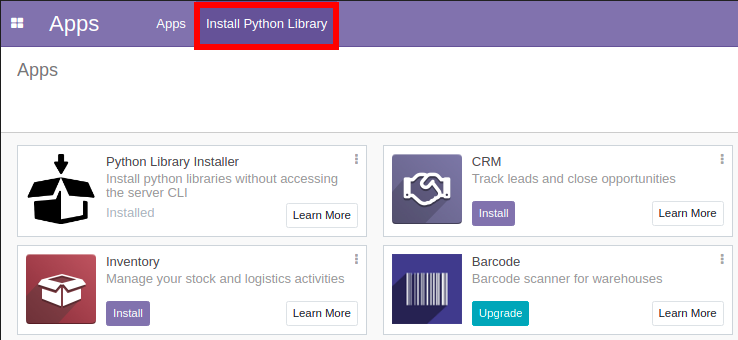 Apps Apps Install Python Library
Apps
Python Library Installer
Install python libraries without accessing
the server CLI
Installed
Learn More
CRM
Track leads and close opportunities
Install
Learn More
Inventory
Manage your stock and logistics activities
Install
Learn More
Barcode
Barcode scanner for warehouses
Upgrade
Learn More